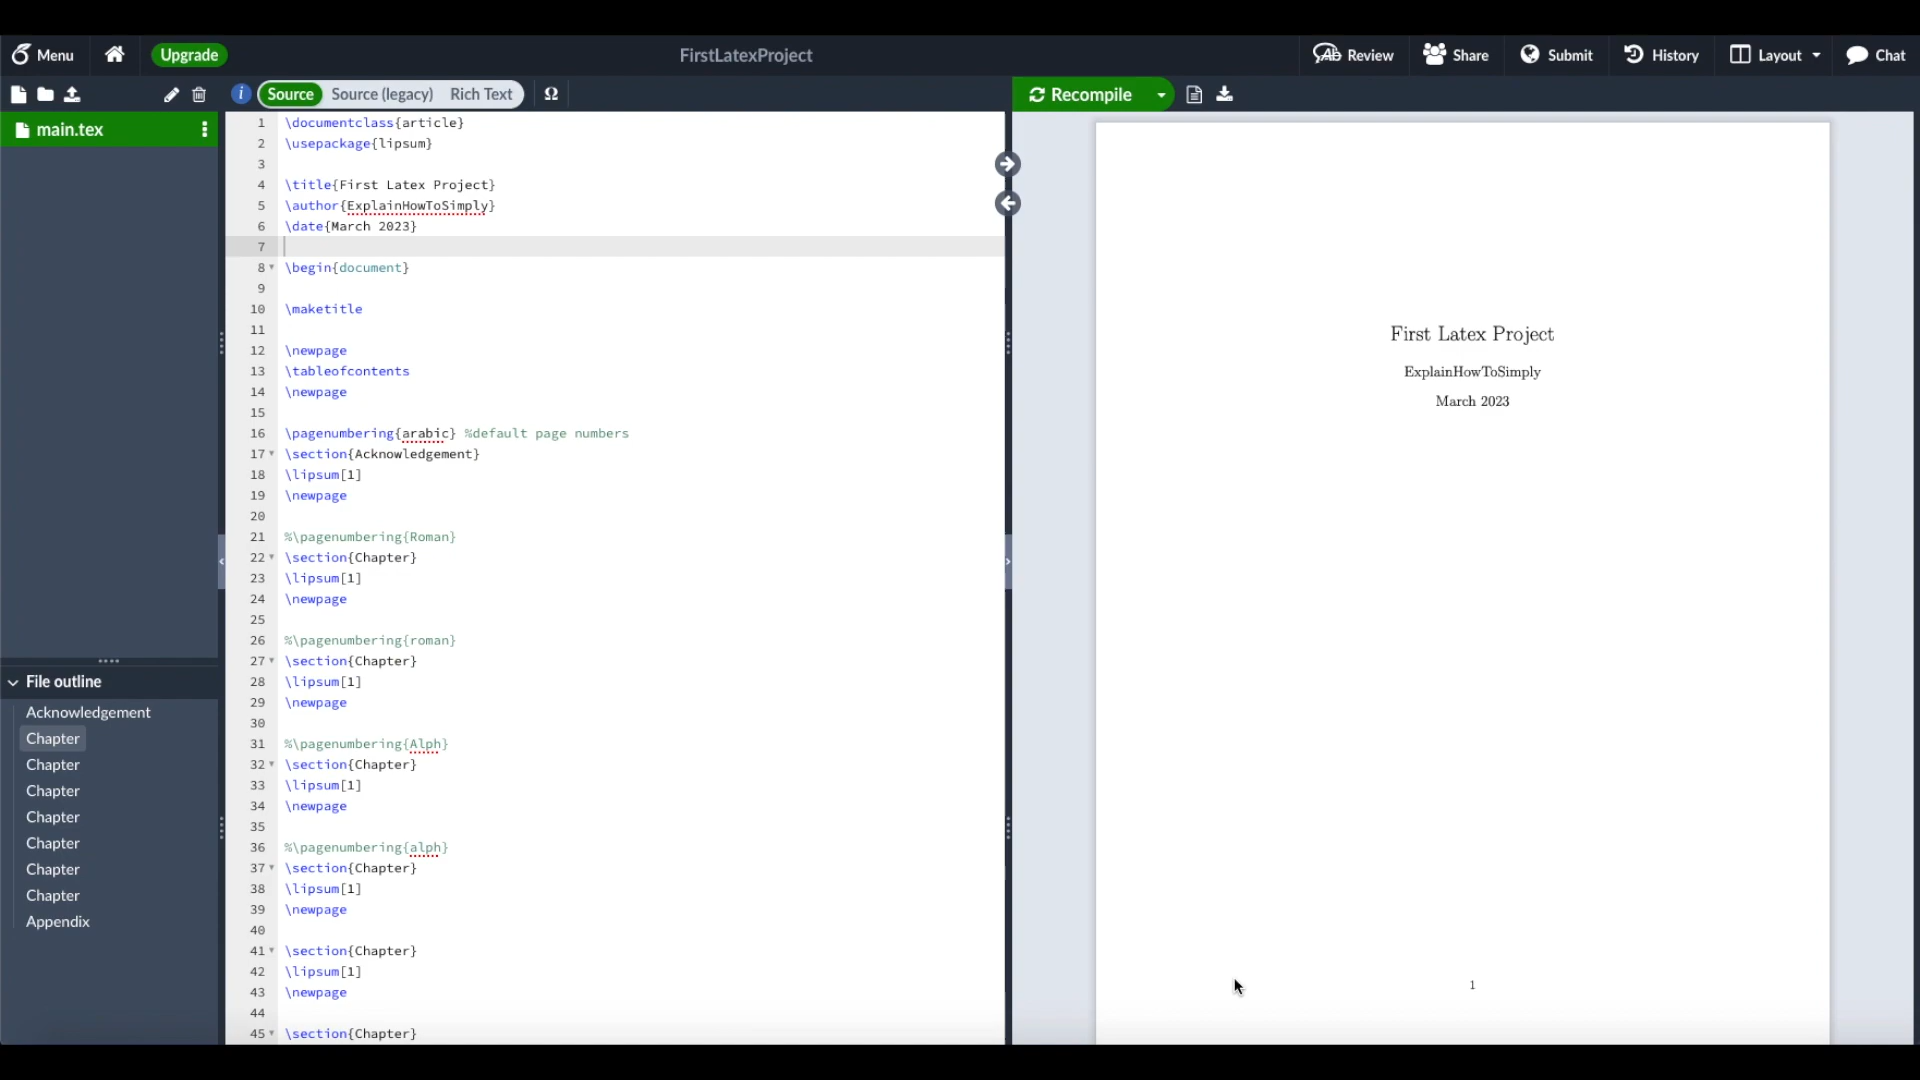 Menu
Upgrade
FirstLatexProject
Review
Share
Submit
History
Layout
Chat
Source
Source (legacy)
Rich Text
Ω
Recompile
main.tex
1 \documentclass{article}
2 \usepackage{lipsum}
3
4 \title{First Latex Project}
5 \author{ExplainHowToSimply}
6 \date{March 2023}
7
8 \begin{document}
9
10 \maketitle
11
12 \newpage
13 \tableofcontents
14 \newpage
15
16 \pagenumbering{arabic} %default page numbers
17 \section{Acknowledgement}
18 \lipsum[1]
19 \newpage
20
21 %\pagenumbering{Roman}
22 \section{Chapter}
23 \lipsum[1]
24 \newpage
25
26 %\pagenumbering{roman}
27 \section{Chapter}
28 \lipsum[1]
29 \newpage
30
31 %\pagenumbering{Alph}
32 \section{Chapter}
33 \lipsum[1]
34 \newpage
35
36 %\pagenumbering{alph}
37 \section{Chapter}
38 \lipsum[1]
39 \newpage
40
41 \section{Chapter}
42 \lipsum[1]
43 \newpage
44
45 \section{Chapter}
File outline
Acknowledgement
Chapter
Chapter
Chapter
Chapter
Chapter
Chapter
Chapter
Appendix
First Latex Project
ExplainHowToSimply
March 2023
1